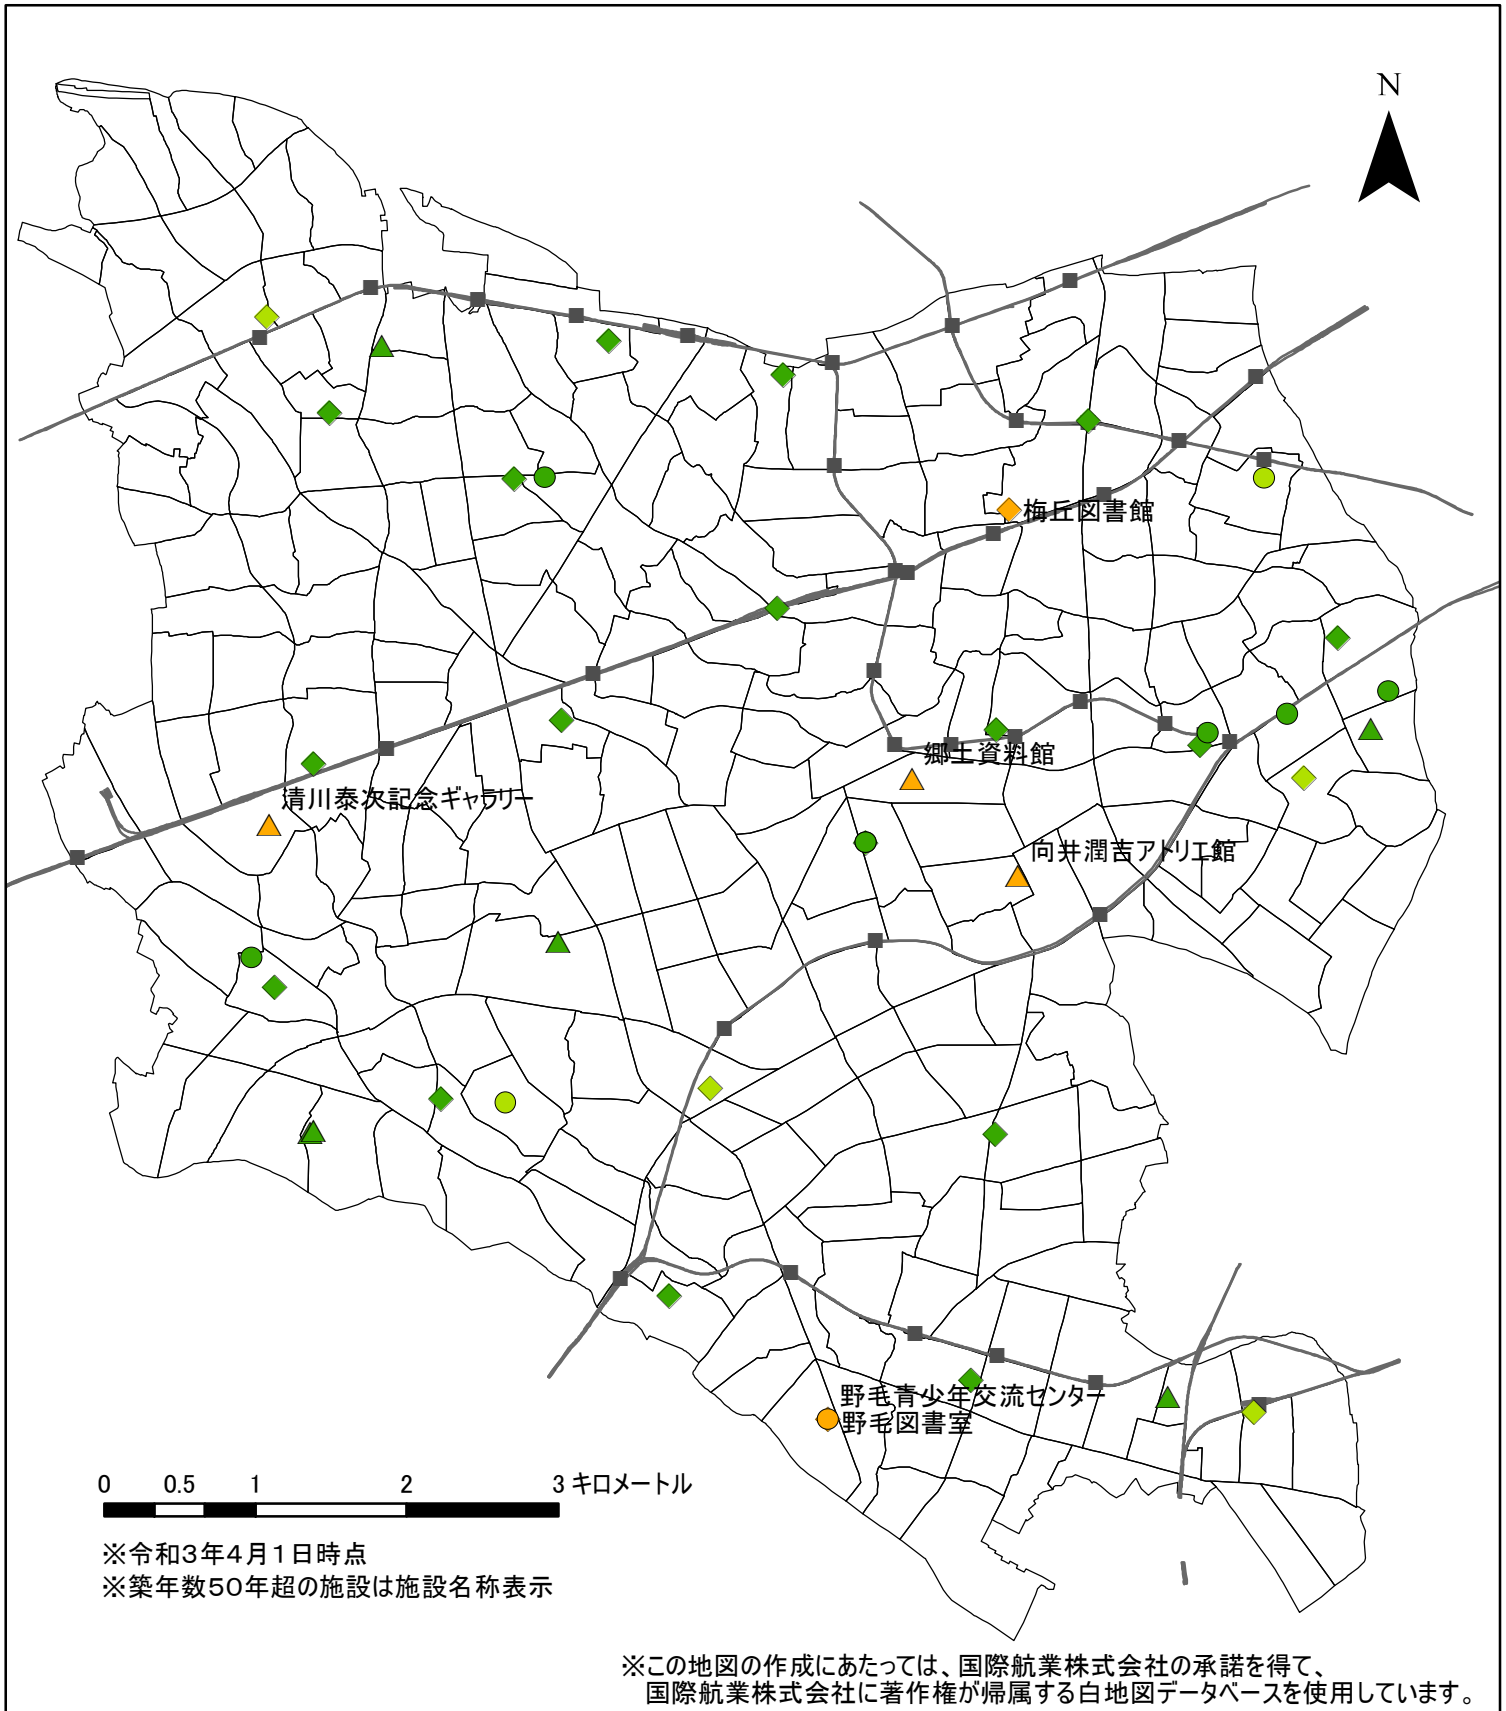 N
梅丘図書館
郷土資料館
清川泰次記念ギャラリー
向井潤吉アトリエ館
野毛青少年交流センター
野毛図書室
0 0.5 1 2 3 キロメートル
※令和3年4月1日時点
※築年数50年超の施設は施設名称表示
※この地図の作成にあたっては、国際航業株式会社の承諾を得て、
国際航業株式会社に著作権が帰属する白地図データベースを使用しています。